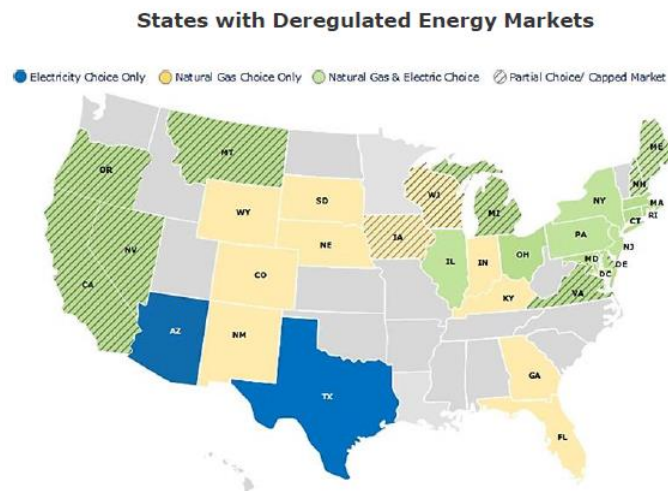 States with Deregulated Energy Markets
Electricity Choice Only Natural Gas Choice Only Natural Gas & Electric Choice Partial Choice/ Capped Market
ME
MT
OR
NH
WI
SD
NY
MA
WY
MI
CT RI
IA
PA
NE
NJ
NV
IL
IN
OH
MD DE
DC
CO
CA
VA
KY
AZ
NM
GA
TX
FL